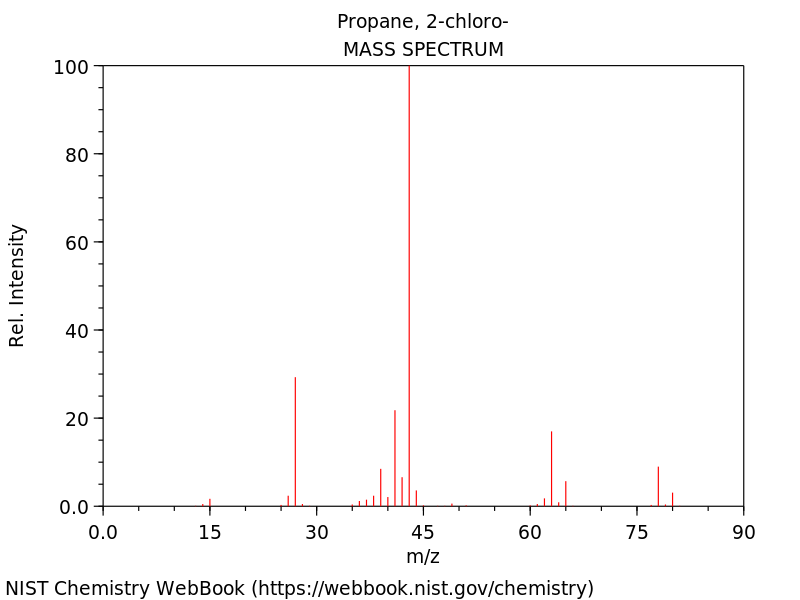 Propane, 2-chloro-
MASS SPECTRUM
100
80
60
40
20
0.0
Rel. Intensity
0.0 15 30 45 60 75 90
m/z
NIST Chemistry WebBook (https://webbook.nist.gov/chemistry)